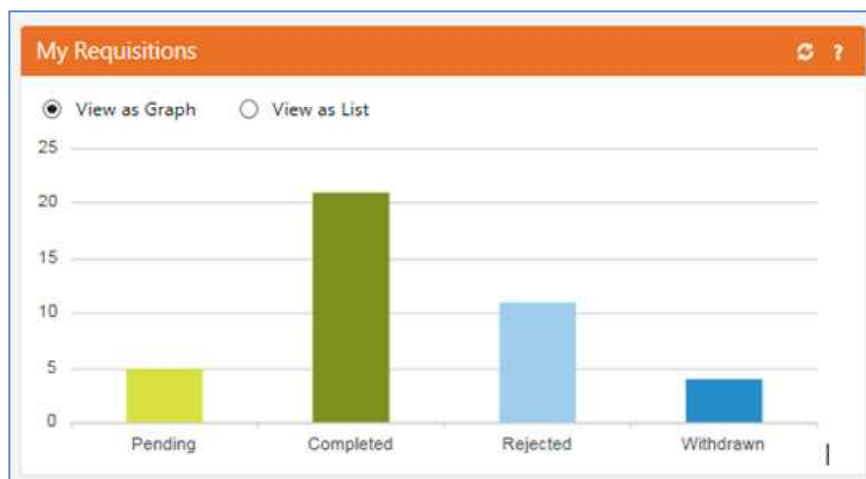 My Requisitions ?
View as Graph View as List
25
20
15
10
5
0
Pending Completed Rejected Withdrawn